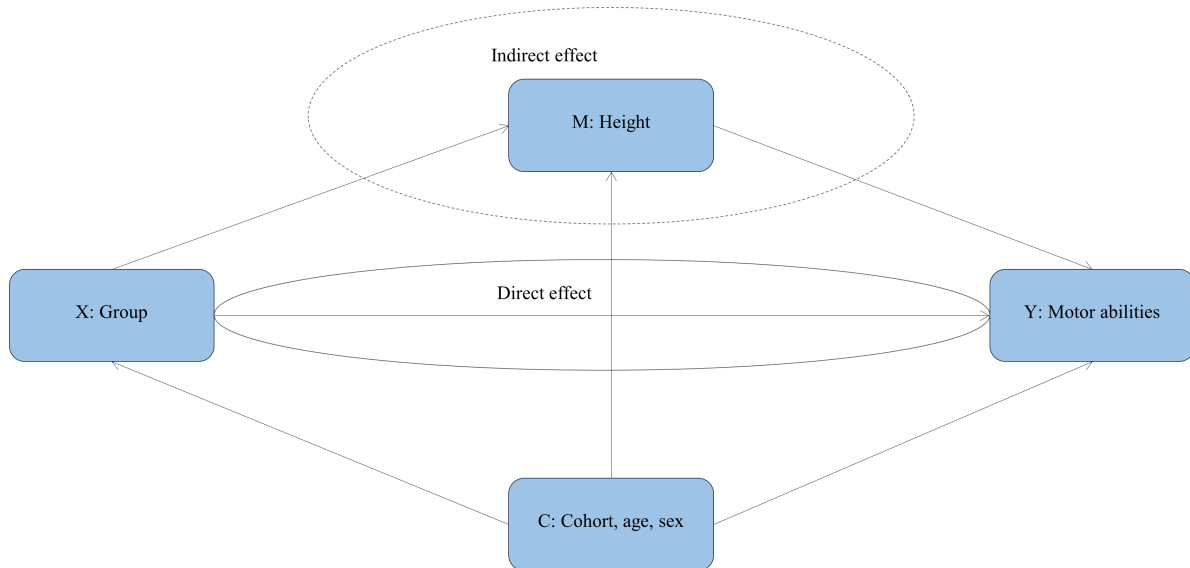 Indirect effect
M: Height
Direct effect
X: Group
Y: Motor abilities
C: Cohort, age, sex